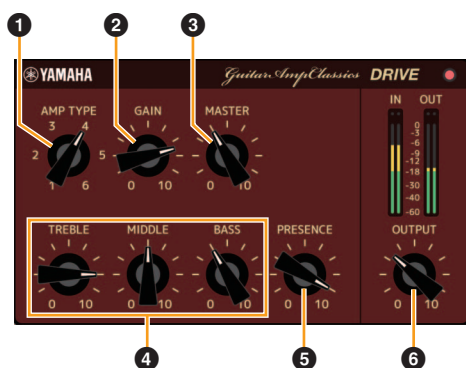 1 2 3
YAMAHA Guitar Amp Classics DRIVE
AMP TYPE GAIN MASTER IN OUT
3 4
2 5
1 6 0 10 0 10
0
-3
-6
-9
-12
-18
-30
-40
-60
TREBLE MIDDLE BASS PRESENCE OUTPUT
0 10 0 10 0 10 0 10 0 10
4 5 6